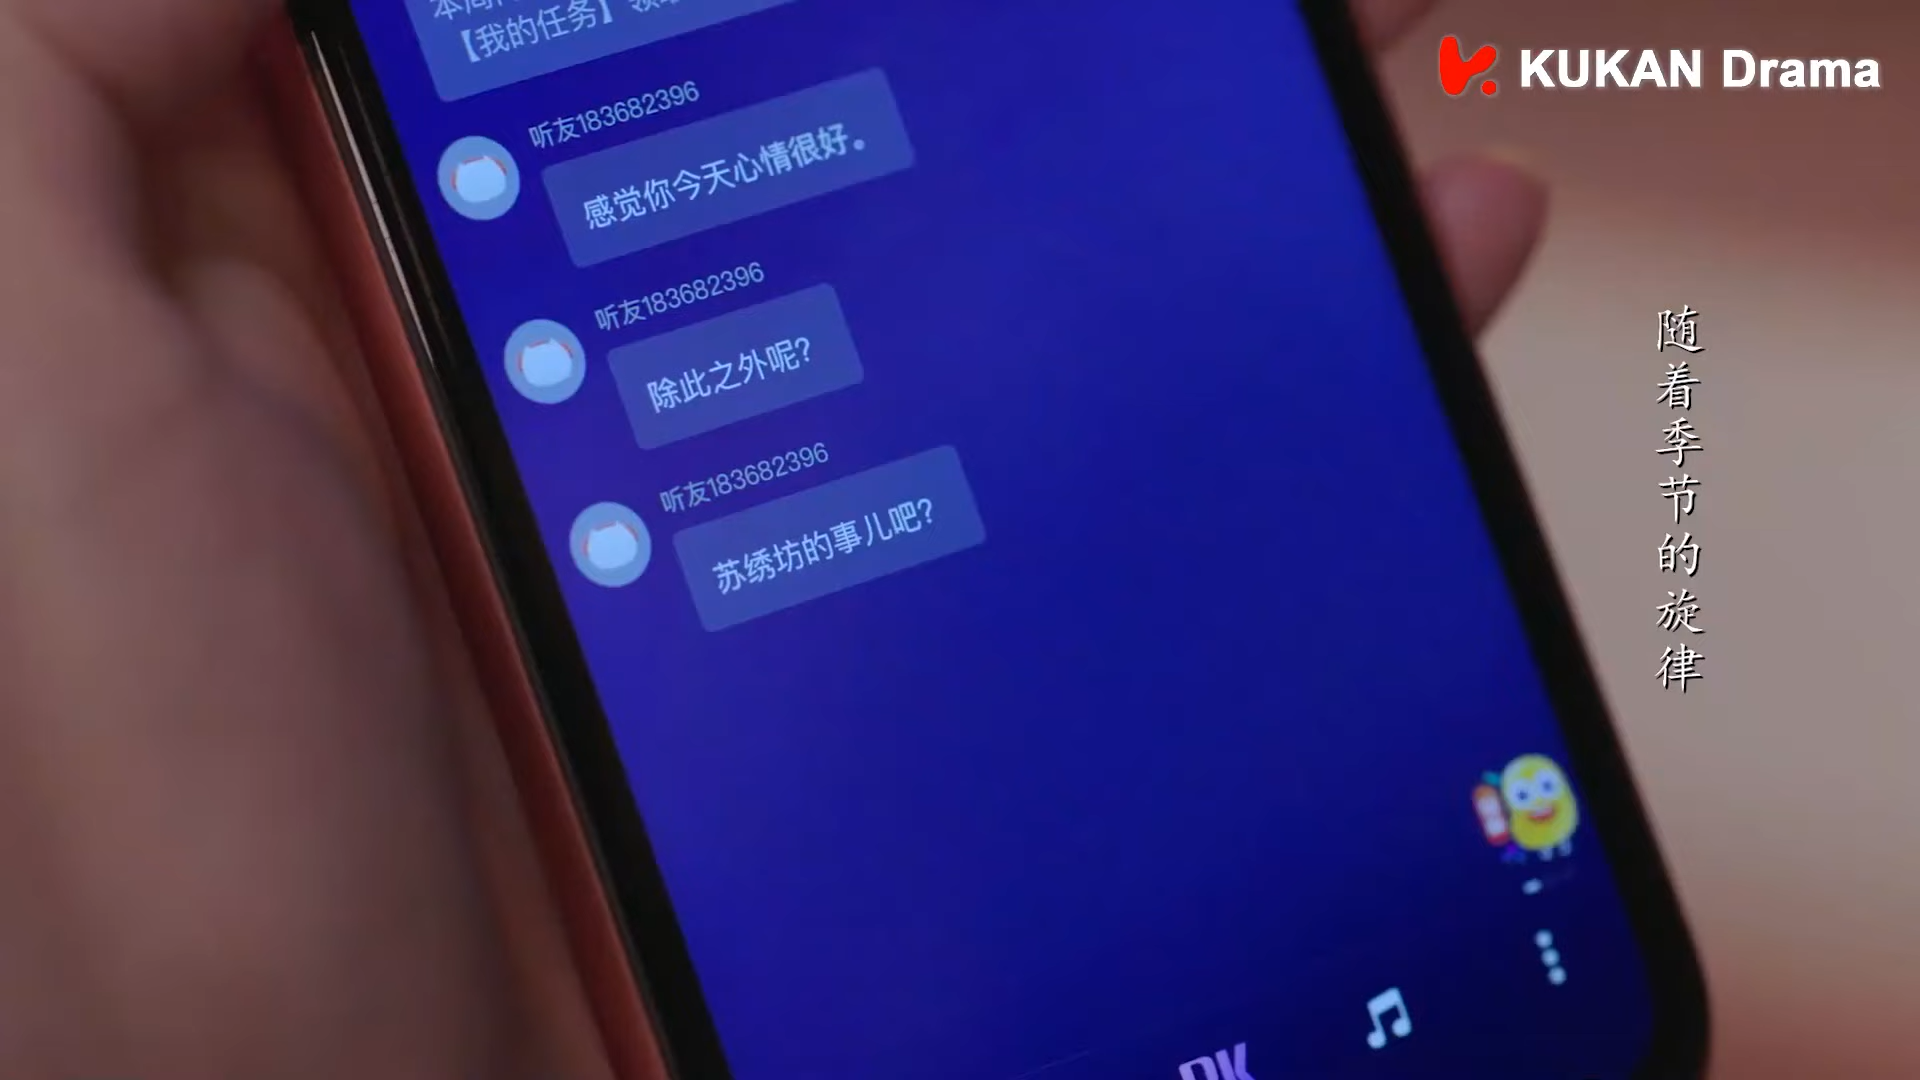 【我的任务】
听友183682396
感觉你今天心情很好。
听友183682396
除此之外呢?
听友183682396
苏绣坊的事儿吧?
KUKAN Drama
随着季节的旋律
PK